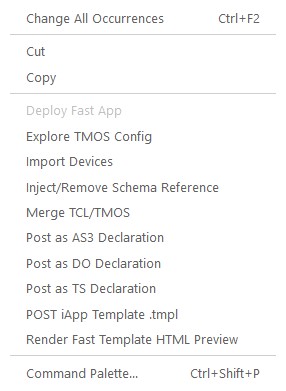 Change All Occurrences Ctrl+F2
Cut
Copy
Deploy Fast App
Explore TMOS Config
Import Devices
Inject/Remove Schema Reference
Merge TCL/TMOS
Post as AS3 Declaration
Post as DO Declaration
Post as TS Declaration
POST iApp Template .tmpl
Render Fast Template HTML Preview
Command Palette... Ctrl+Shift+P